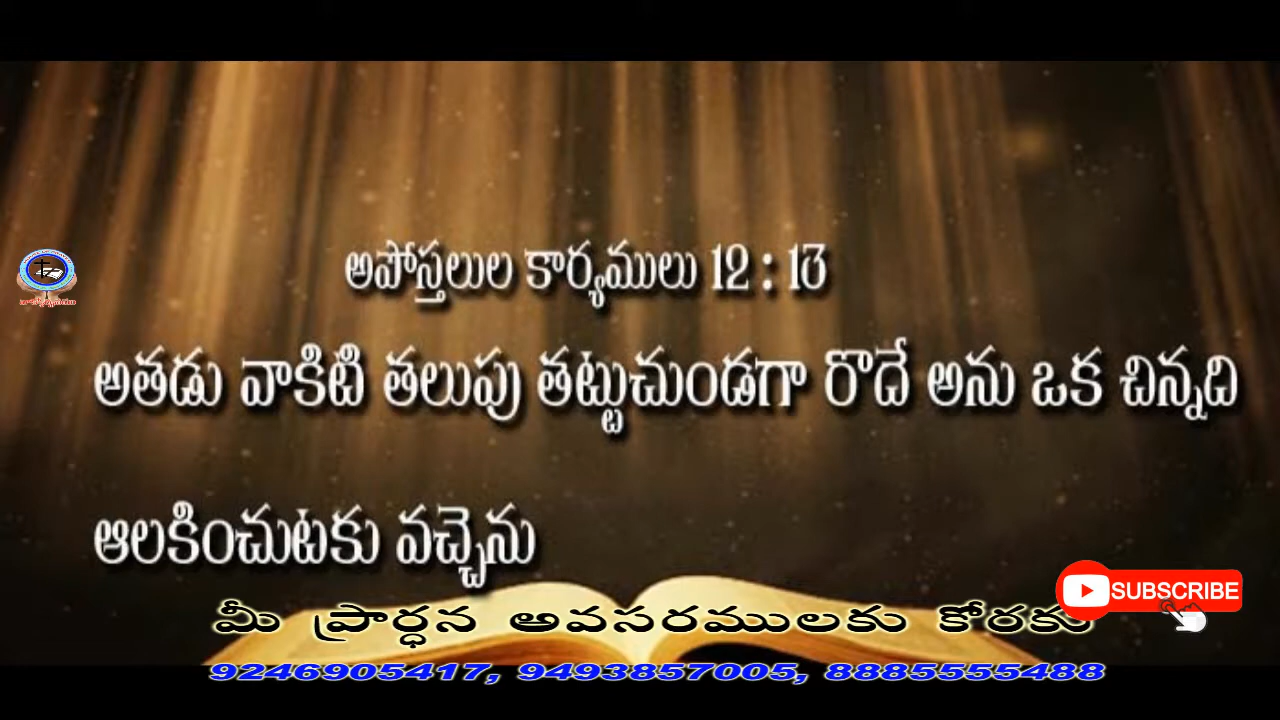 అపోస్తలుల కార్యములు 12 : 13
అతడు వాకిటి తలుపు తట్టుచుండగా రొదే అను ఒక చిన్నది
ఆలకించుటకు వచ్చెను
SUBSCRIBE
మీ ప్రార్ధన అవసరములకు కోరకు
9246905417, 9493857005, 8885555488